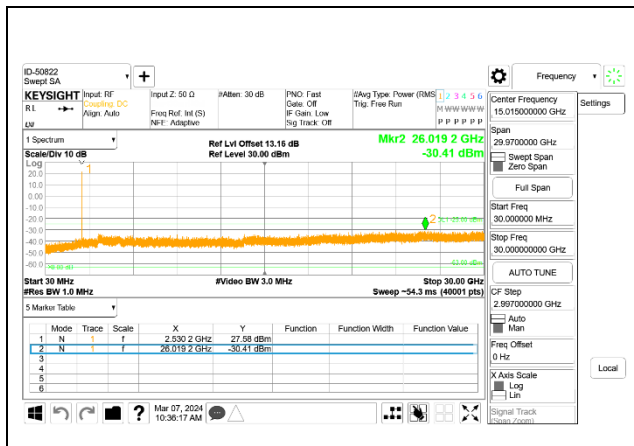 ID-50822
Swept SA
Frequency
KEYSIGHT
Input: RF
Coupling: DC
Align: Auto
Input Z: 50 Ω
Freq Ref: Int (S)
NFE: Adaptive
#Atten: 30 dB
PNO: Fast
Gate: Off
IF Gain: Low
Sig Track: Off
#Avg Type: Power (RMS
Trig: Free Run
1 2 3 4 5 6
M W W W W W
P P P P P P
RL
Settings
1 Spectrum
Scale/Div 10 dB
Log
Ref Lvl Offset 13.16 dB
Ref Level 30.00 dBm
Mkr2 26.019 2 GHz
-30.41 dBm
20.0
10.0
0.00
-10.0
-20.0
-30.0
-40.0
-50.0
-60.0
1
2
Start 30 MHz
#Res BW 1.0 MHz
#Video BW 3.0 MHz
Stop 30.00 GHz
Sweep ~54.3 ms (40001 pts)
5 Marker Table
Mode Trace Scale X Y Function Function Width Function Value
1 N 1 f 2.530 2 GHz 27.58 dBm
2 N 1 f 26.019 2 GHz -30.41 dBm
3
4
5
6
Mar 07, 2024
10:36:17 AM
Center Frequency
15.015000000 GHz
Span
29.9700000 GHz
Swept Span
Zero Span
Full Span
Start Freq
30.000000 MHz
Stop Freq
30.000000000 GHz
AUTO TUNE
CF Step
2.997000000 GHz
Auto
Man
Freq Offset
0 Hz
X Axis Scale
Log
Lin
Signal Track
(Span Zoom)
Local